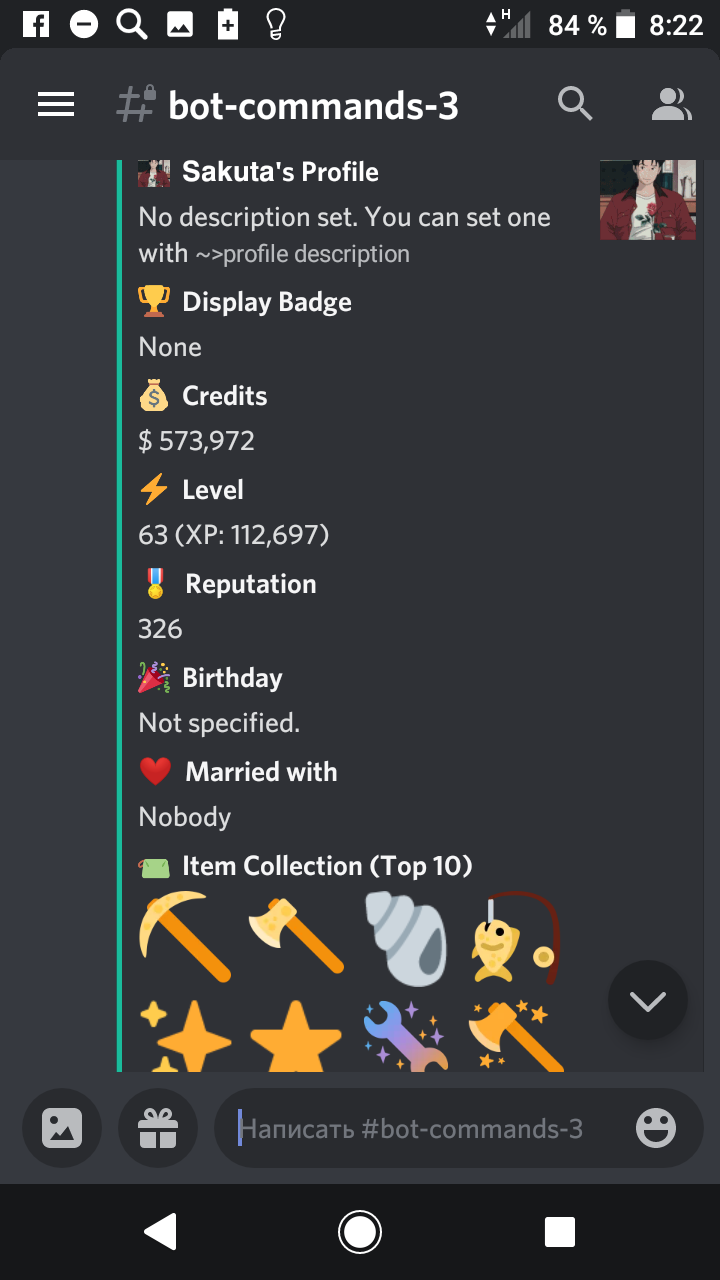 H 84 % 8:22
# bot-commands-3
Sakuta's Profile
No description set. You can set one
with ~>profile description
Display Badge
None
Credits
$ 573,972
Level
63 (XP: 112,697)
Reputation
326
Birthday
Not specified.
Married with
Nobody
Item Collection (Top 10)
Написать #bot-commands-3